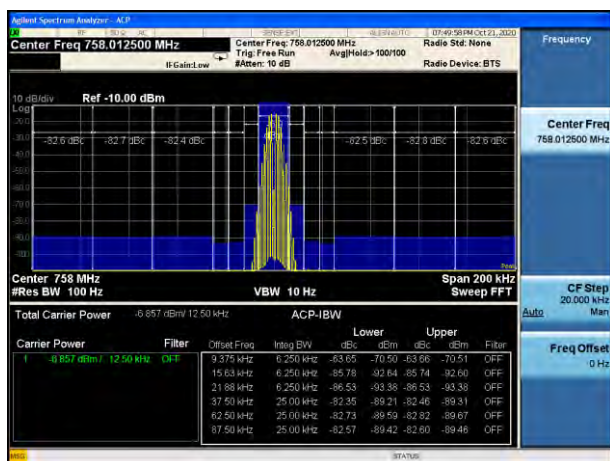 Agilent Spectrum Analyzer - ACP
RF 50 Ω AC SENSE:EXT ALIGN AUTO 07:49:58 PM Oct 21, 2020
Center Freq 758.012500 MHz
Center Freq: 758.012500 MHz Radio Std: None
Trig: Free Run Avg|Hold:> 100/100
IFGain:Low #Atten: 10 dB Radio Device: BTS
10 dB/div Ref -10.00 dBm
Log
-82.6 dBc -82.7 dBc -82.4 dBc -82.5 dBc -82.8 dBc -82.6 dBc
Center 758 MHz Span 200 kHz
#Res BW 100 Hz VBW 10 Hz Sweep FFT
Total Carrier Power -6.857 dBm/ 12.50 kHz ACP-IBW
Lower Upper
Carrier Power Filter Offset Freq Integ BW dBc dBm dBc dBm Filter
1 -6.857 dBm / 12.50 kHz OFF 9.375 kHz 6.250 kHz -63.65 -70.50 -63.66 -70.51 OFF
15.63 kHz 6.250 kHz -85.78 -92.64 -85.74 -92.60 OFF
21.88 kHz 6.250 kHz -86.53 -93.38 -86.53 -93.38 OFF
37.50 kHz 25.00 kHz -82.35 -89.21 -82.46 -89.31 OFF
62.50 kHz 25.00 kHz -82.73 -89.59 -82.82 -89.67 OFF
87.50 kHz 25.00 kHz -82.57 -89.42 -82.60 -89.46 OFF
MSG STATUS
Frequency
Center Freq
758.012500 MHz
CF Step
20.000 kHz
Auto Man
Freq Offset
0 Hz